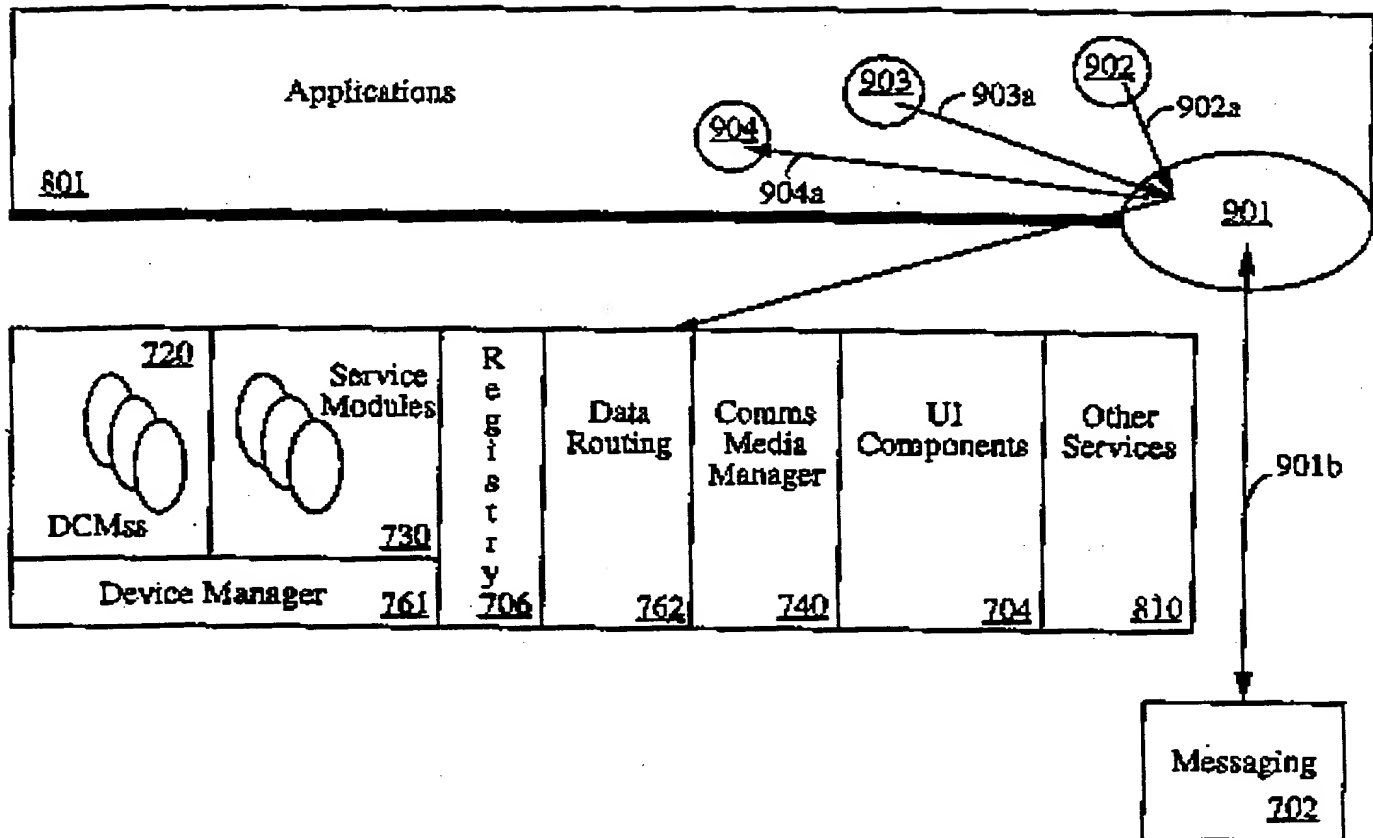 Applications
801
904
903
902
903a
902a
904a
901
720
DCMss
Service
Modules
730
Device Manager
761
Registry
706
Data
Routing
762
Comms
Media
Manager
740
UI
Components
704
Other
Services
810
901b
Messaging
702